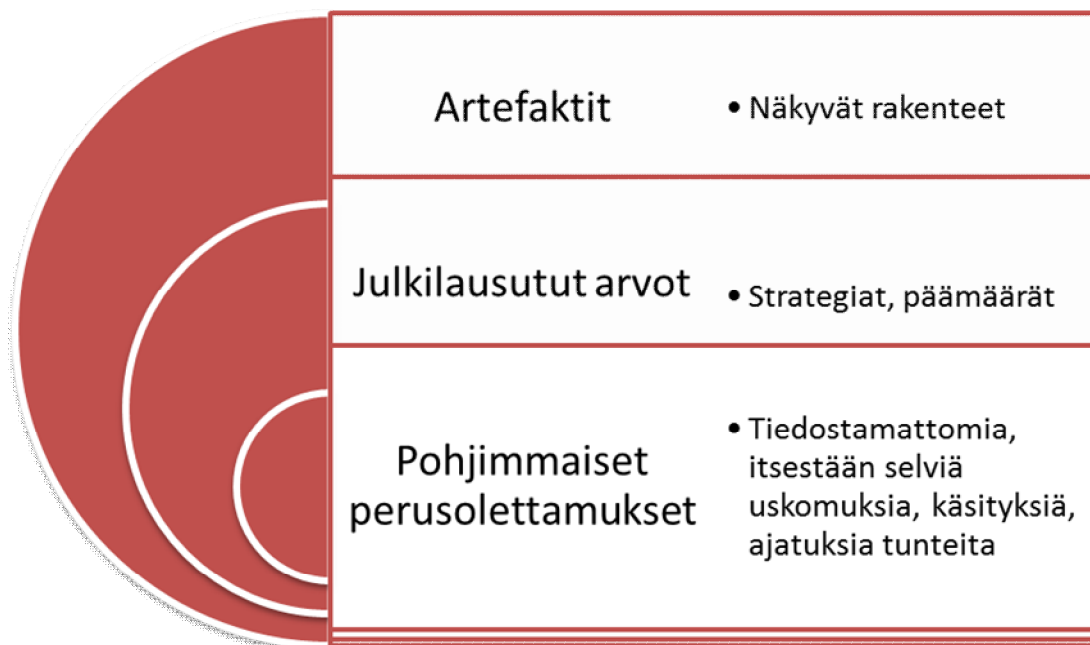 Artefaktit
• Näkyvät rakenteet
Julkilausutut arvot
• Strategiat, päämäärät
Pohjimmaiset
perusolettamukset
• Tiedostamattomia,
itsestään selviä
uskomuksia, käsityksiä,
ajatuksia tunteita